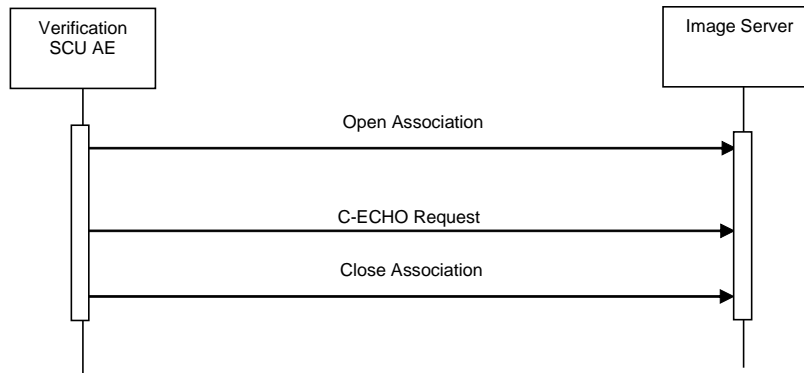 Verification
SCU AE
Image Server
Open Association
C-ECHO Request
Close Association